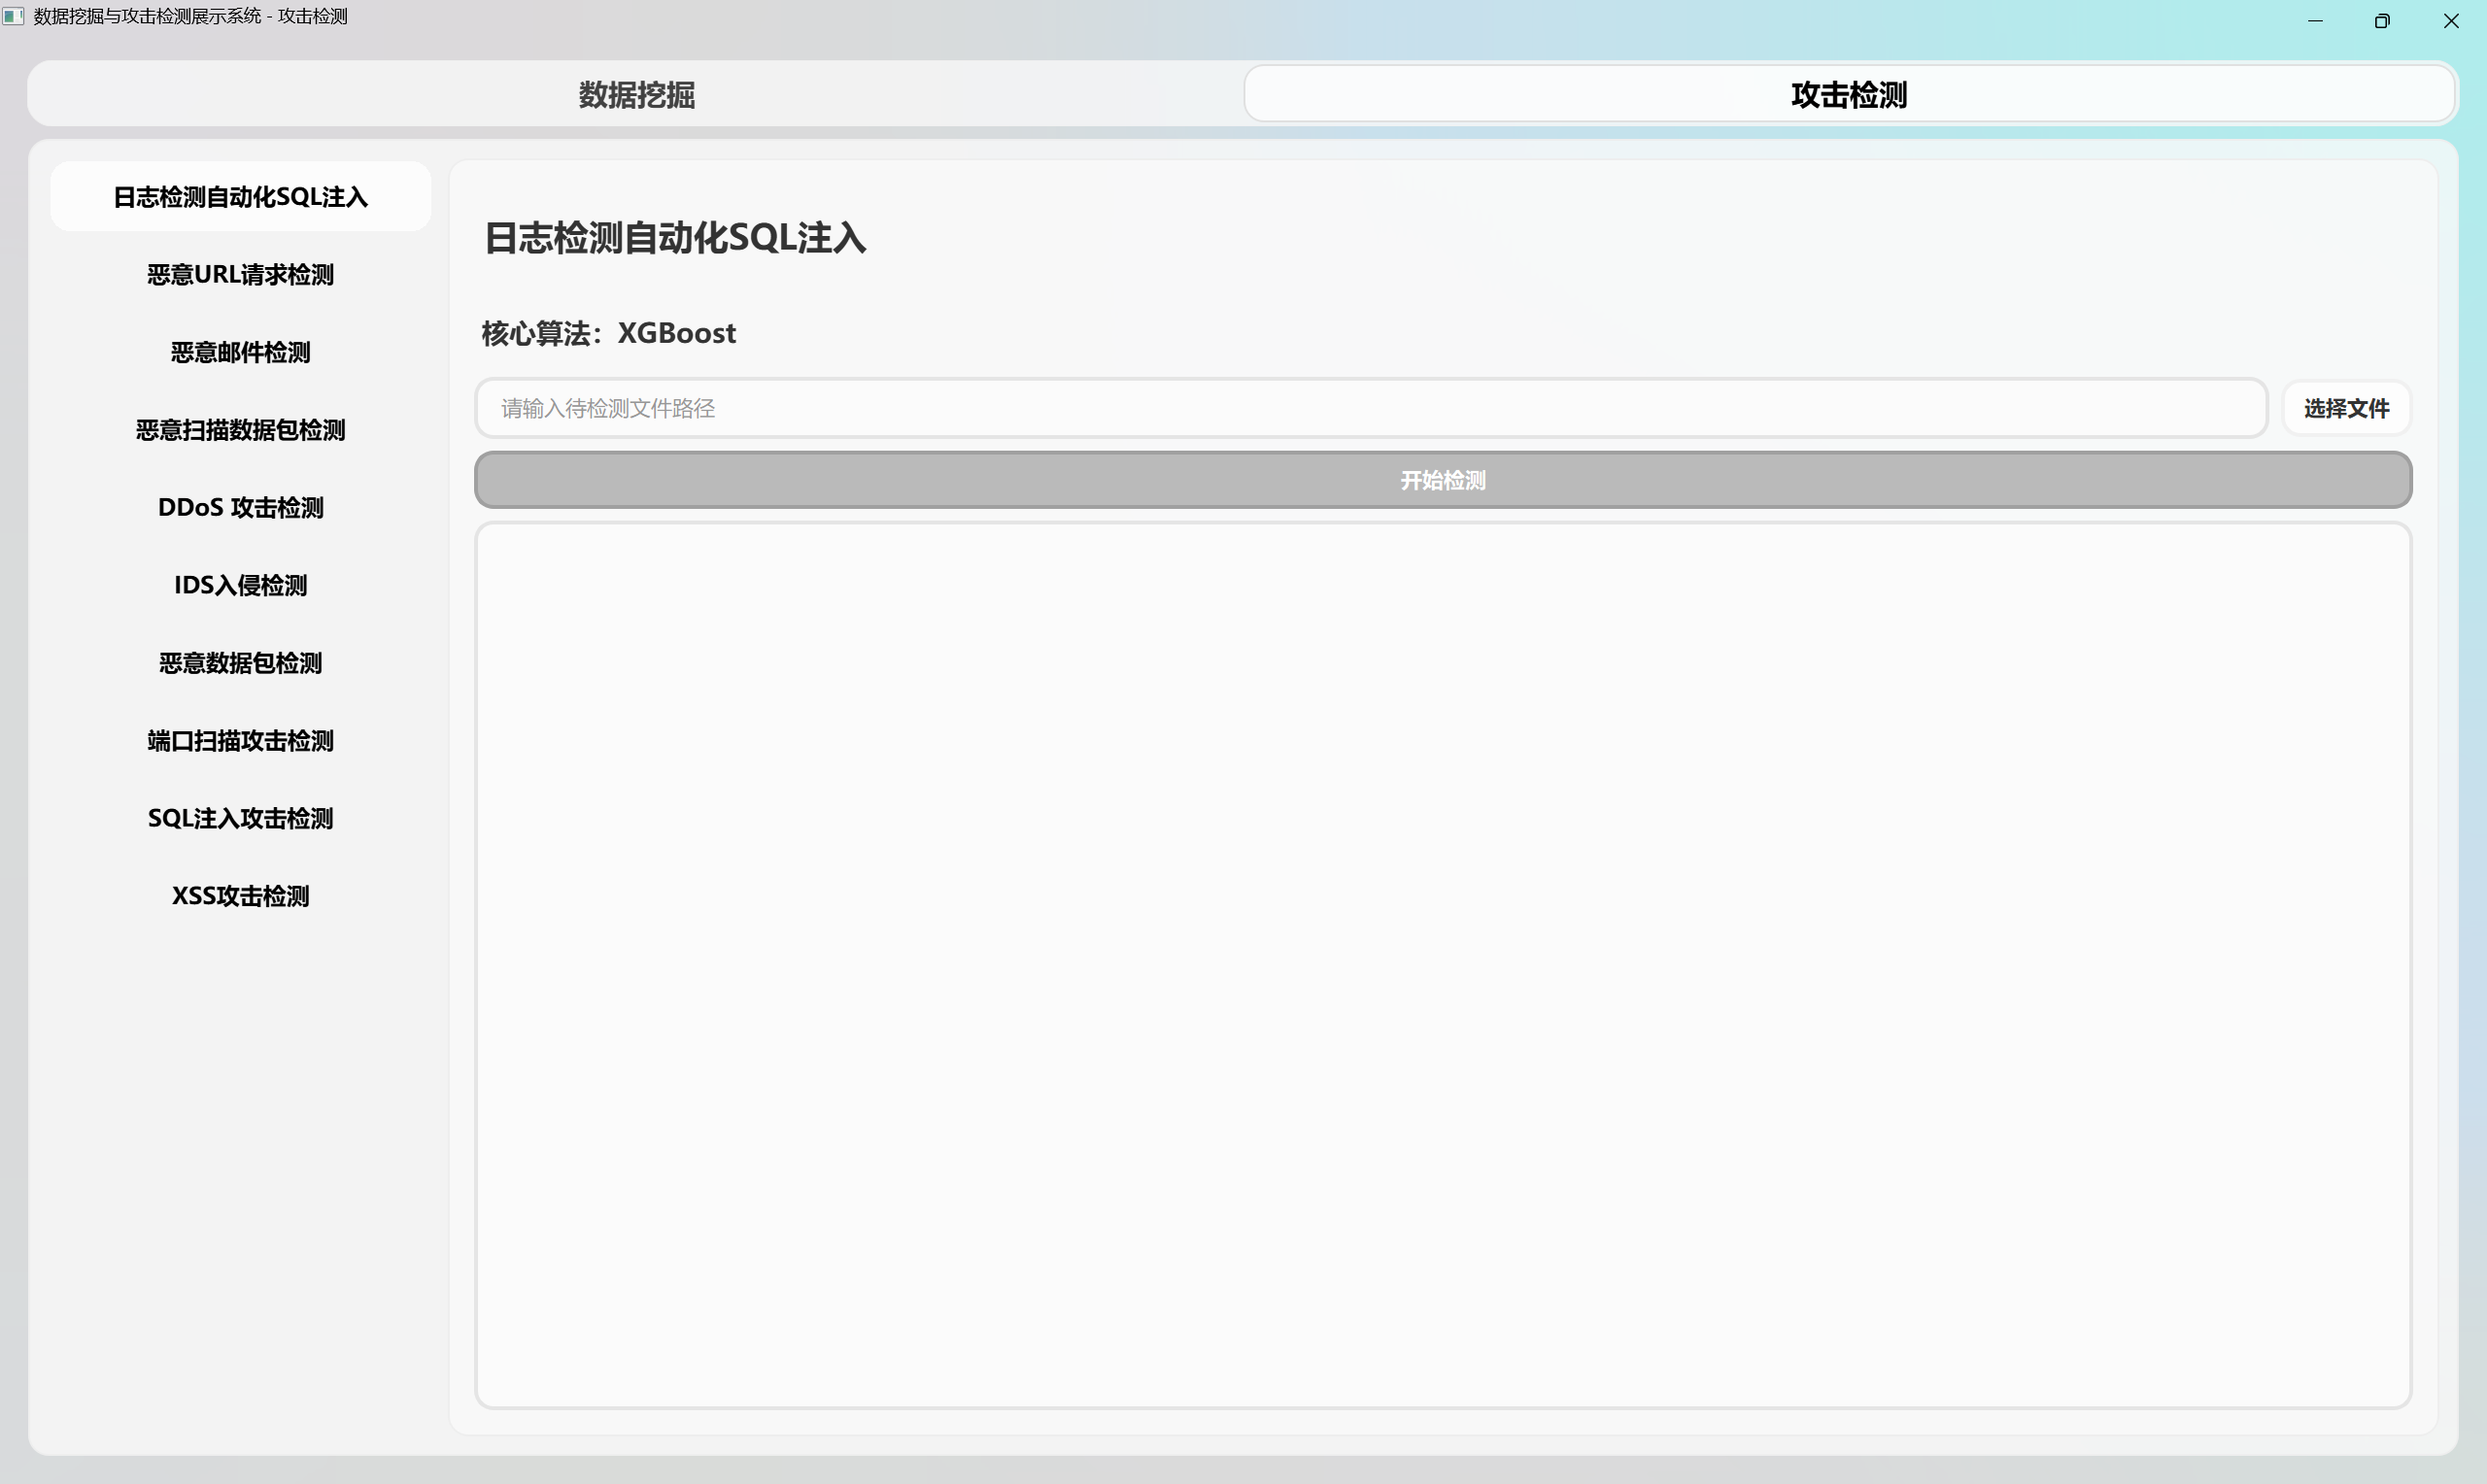 数据挖掘与攻击检测展示系统 - 攻击检测
数据挖掘
攻击检测
日志检测自动化SQL注入
恶意URL请求检测
恶意邮件检测
恶意扫描数据包检测
DDoS 攻击检测
IDS入侵检测
恶意数据包检测
端口扫描攻击检测
SQL注入攻击检测
XSS攻击检测
日志检测自动化SQL注入
核心算法：XGBoost
请输入待检测文件路径
选择文件
开始检测